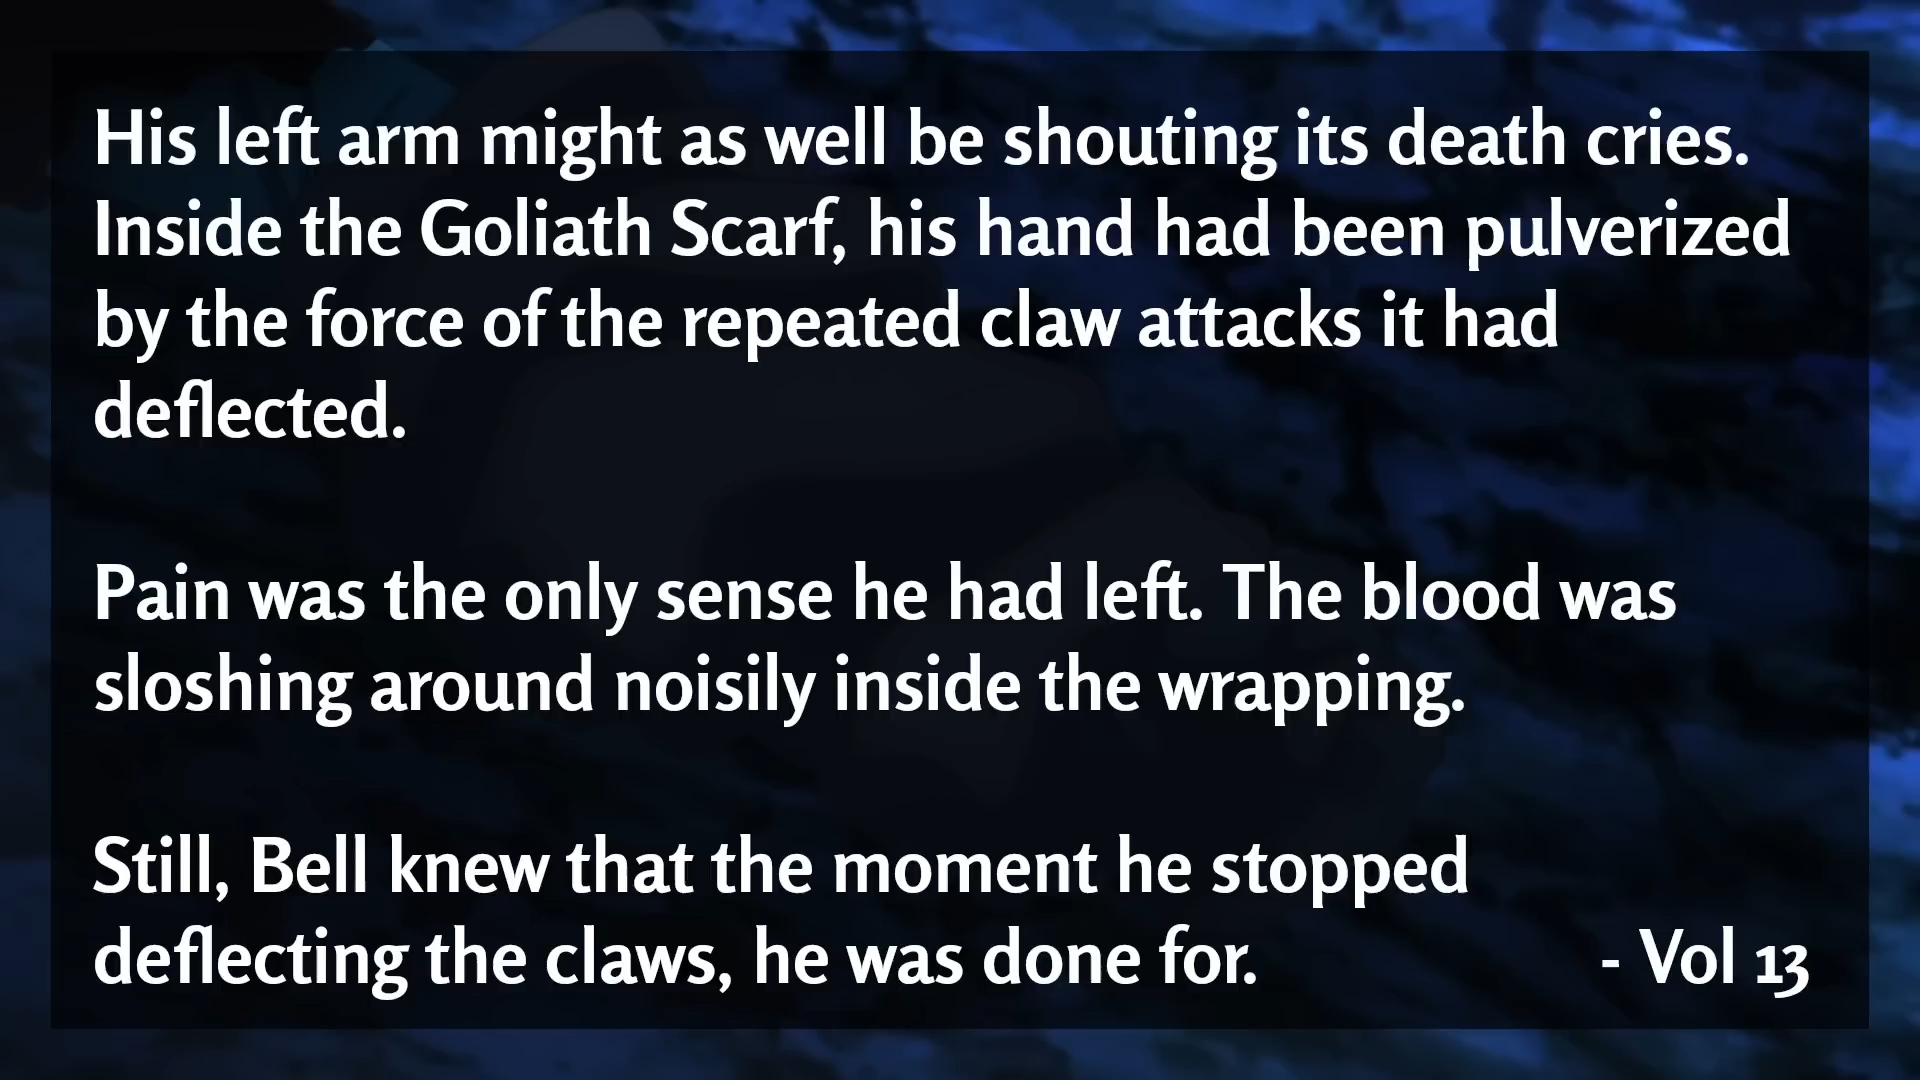 His left arm might as well be shouting its death cries.
Inside the Goliath Scarf, his hand had been pulverized
by the force of the repeated claw attacks it had
deflected.
Pain was the only sense he had left. The blood was
sloshing around noisily inside the wrapping.
Still, Bell knew that the moment he stopped
deflecting the claws, he was done for.
- Vol 13